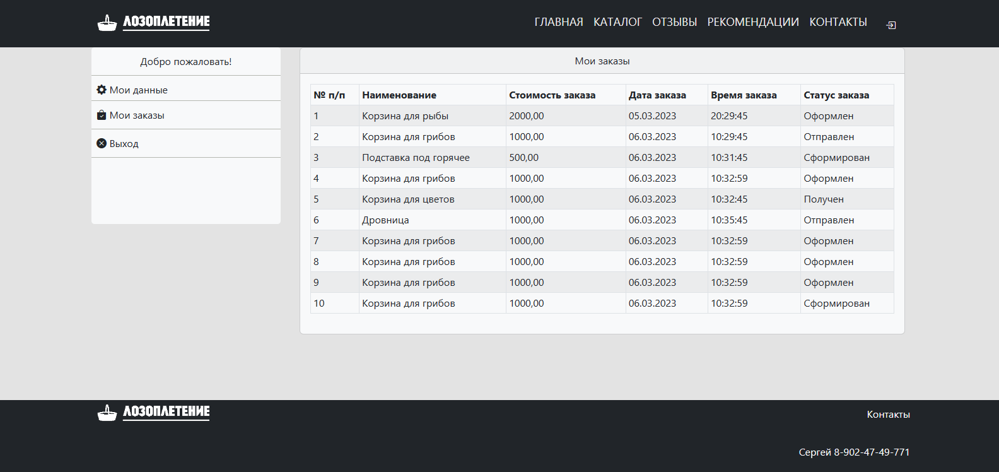 ЛОЗОПЛЕТЕНИЕ ГЛАВНАЯ КАТАЛОГ ОТЗЫВЫ РЕКОМЕНДАЦИИ КОНТАКТЫ
Добро пожаловать!
Мои данные
Мои заказы
Выход
Мои заказы
№ п/п Наименование Стоимость заказа Дата заказа Время заказа Статус заказа
1 Корзина для рыбы 2000,00 05.03.2023 20:29:45 Оформлен
2 Корзина для грибов 1000,00 06.03.2023 10:29:45 Отправлен
3 Подставка под горячее 500,00 06.03.2023 10:31:45 Сформирован
4 Корзина для грибов 1000,00 06.03.2023 10:32:59 Оформлен
5 Корзина для цветов 1000,00 06.03.2023 10:32:45 Получен
6 Дровница 1000,00 06.03.2023 10:35:45 Отправлен
7 Корзина для грибов 1000,00 06.03.2023 10:32:59 Оформлен
8 Корзина для грибов 1000,00 06.03.2023 10:32:59 Оформлен
9 Корзина для грибов 1000,00 06.03.2023 10:32:59 Оформлен
10 Корзина для грибов 1000,00 06.03.2023 10:32:59 Сформирован
ЛОЗОПЛЕТЕНИЕ Контакты
Сергей 8-902-47-49-771